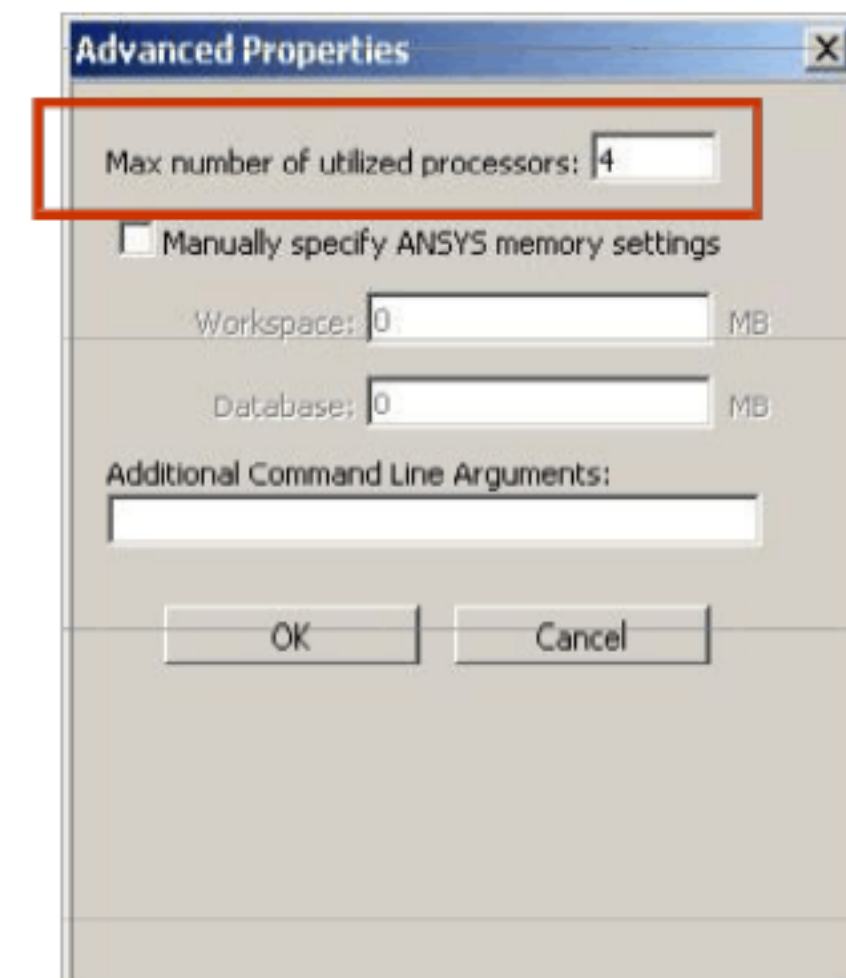 Advanced Properties
Max number of utilized processors: 4
Manually specify ANSYS memory settings
Workspace: 0 MB
Database: 0 MB
Additional Command Line Arguments:
OK Cancel